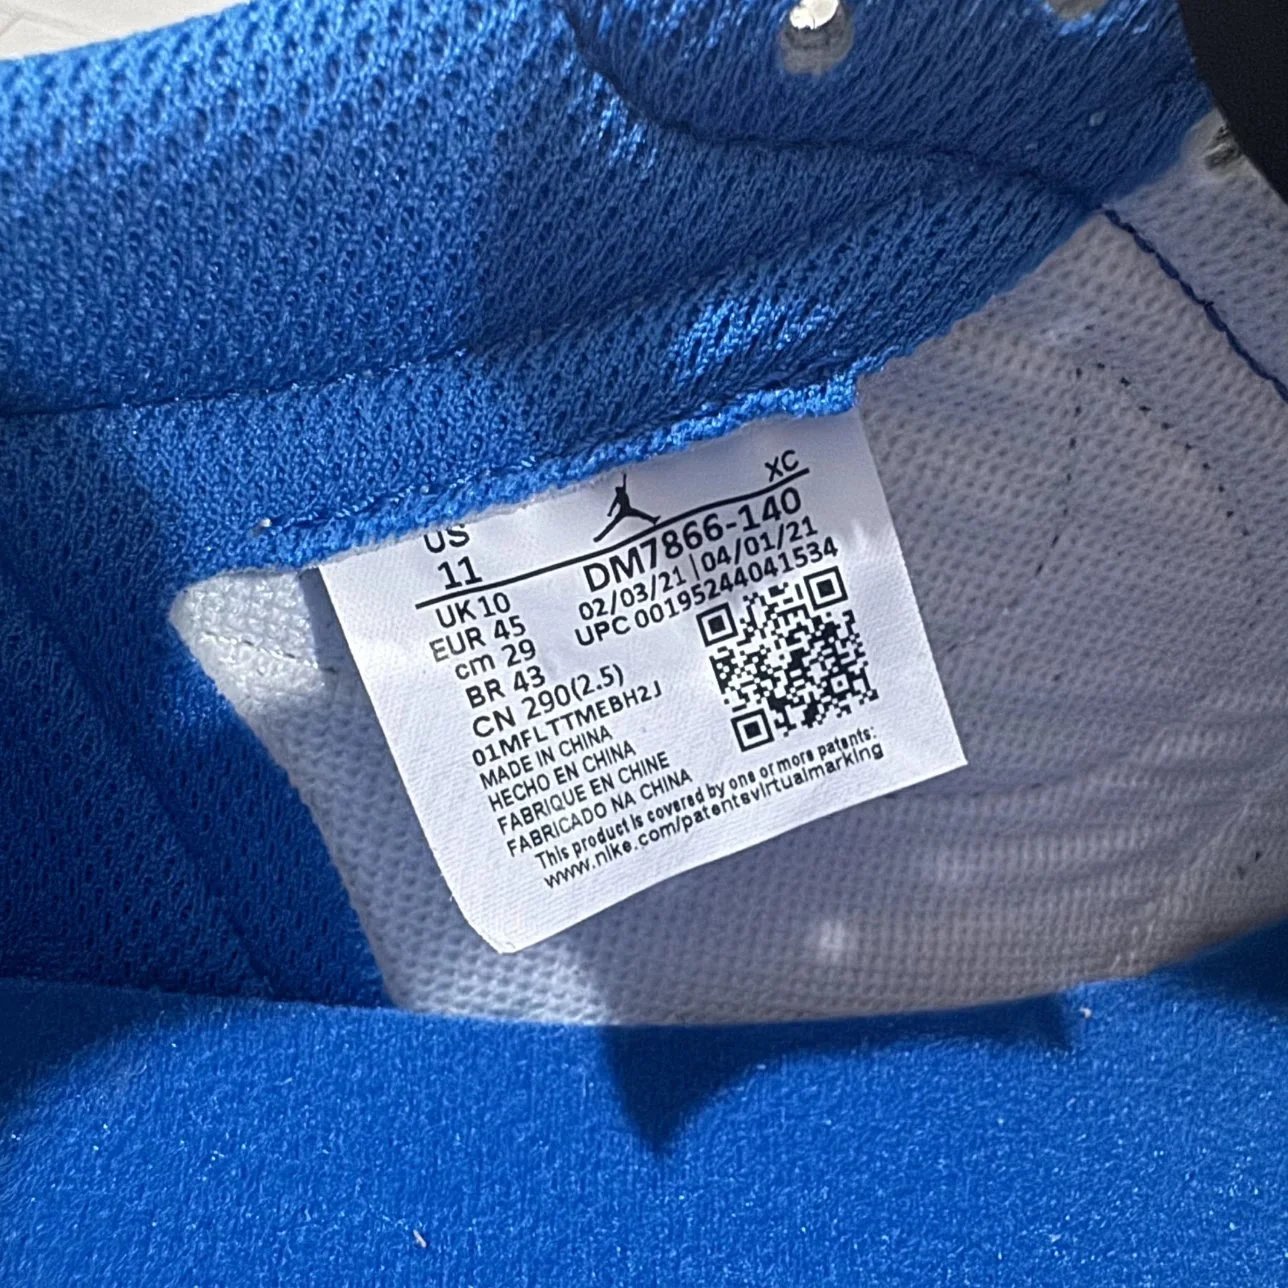 XC
US
11
DM7866-140
02/03/21 | 04/01/21
UPC 00195244041534
UK 10
EUR 45
cm 29
BR 43
CN 290(2.5)
01MFLTTMEBH2J
MADE IN CHINA
HECHO EN CHINA
FABRIQUE EN CHINE
FABRICADO NA CHINA
This product is covered by one or more patents:
www.nike.com/patentsvirtualmarking